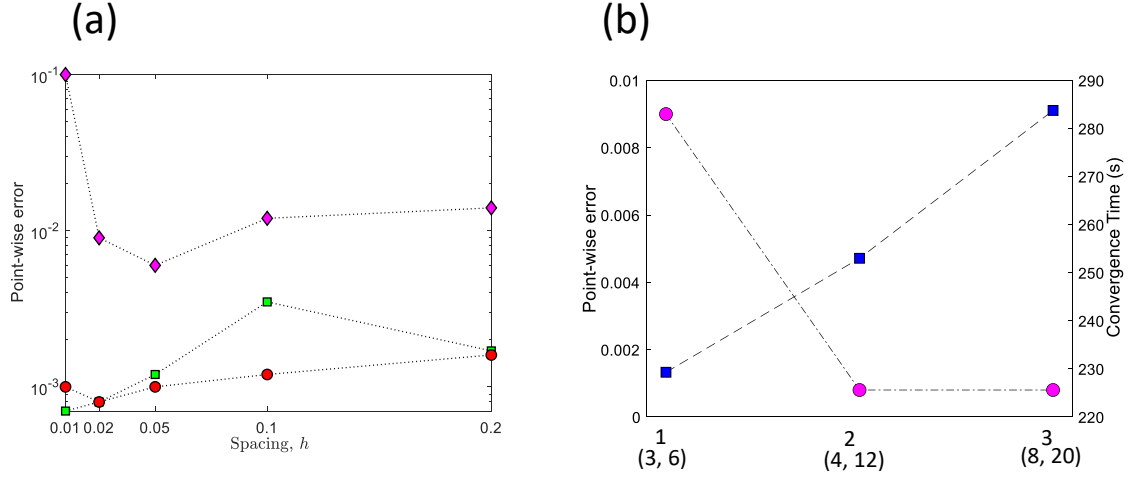 (a)
10^-1
10^-2
10^-3
Point-wise error
0.01 0.02 0.05 0.1 0.2
Spacing, h
(b)
0.01
0.008
0.006
0.004
0.002
0
Point-wise error
290
280
270
260
250
240
230
220
Convergence Time (s)
1 2 3
(3, 6) (4, 12) (8, 20)